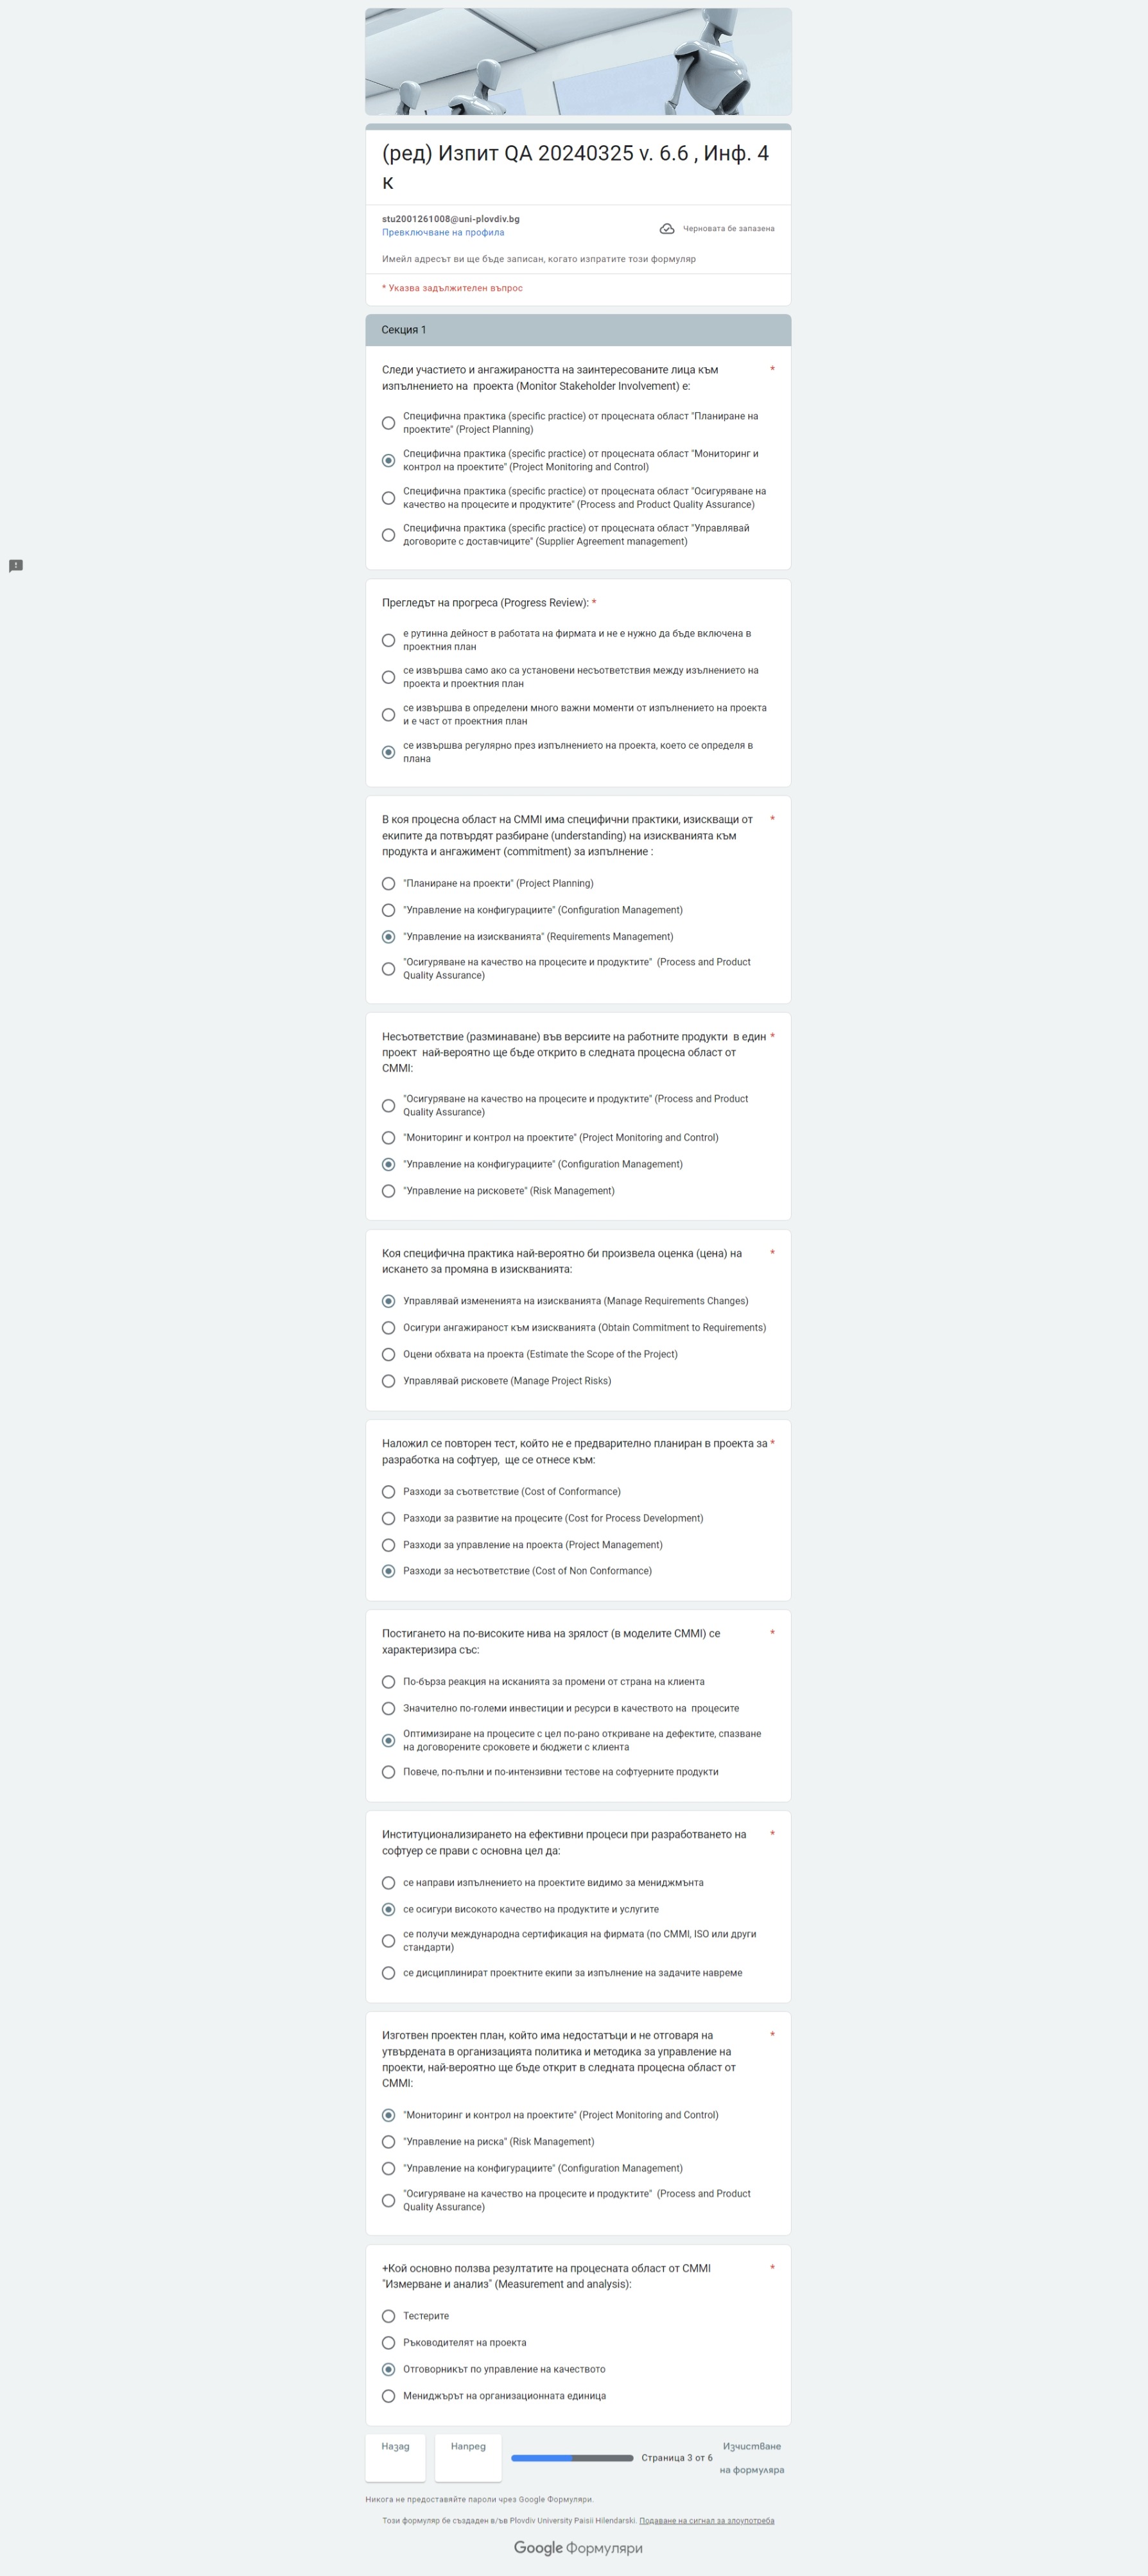 (ред) Изпит QA 20240325 v. 6.6 , Инф. 4
к
stu2001261008@uni-plovdiv.bg
Превключване на профила
Черновата бе запазена
Имейл адресът ви ще бъде записан, когато изпратите този формуляр
* Указва задължителен въпрос
Секция 1
Следи участието и ангажираността на заинтересованите лица към *
изпълнението на проекта (Monitor Stakeholder Involvement) е:
Специфична практика (specific practice) от процесната област "Планиране на
проектите" (Project Planning)
Специфична практика (specific practice) от процесната област "Мониторинг и
контрол на проектите" (Project Monitoring and Control)
Специфична практика (specific practice) от процесната област "Осигуряване на
качество на процесите и продуктите" (Process and Product Quality Assurance)
Специфична практика (specific practice) от процесната област "Управлявай
договорите с доставчиците" (Supplier Agreement management)
Прегледът на прогреса (Progress Review): *
е рутинна дейност в работата на фирмата и не е нужно да бъде включена в
проектния план
се извършва само ако са установени несъответствия между изълнението на
проекта и проектния план
се извършва в определени много важни моменти от изпълнението на проекта
и е част от проектния план
се извършва регулярно през изпълнението на проекта, което се определя в
плана
В коя процесна област на CMMI има специфични практики, изискващи от *
екипите да потвърдят разбиране (understanding) на изискванията към
продукта и ангажимент (commitment) за изпълнение :
"Планиране на проекти" (Project Planning)
"Управление на конфигурациите" (Configuration Management)
"Управление на изискванията" (Requirements Management)
"Осигуряване на качество на процесите и продуктите" (Process and Product
Quality Assurance)
Несъответствие (разминаване) във версиите на работните продукти в един *
проект най-вероятно ще бъде открито в следната процесна област от
CMMI:
"Осигуряване на качество на процесите и продуктите" (Process and Product
Quality Assurance)
"Мониторинг и контрол на проектите" (Project Monitoring and Control)
"Управление на конфигурациите" (Configuration Management)
"Управление на рисковете" (Risk Management)
Коя специфична практика най-вероятно би произвела оценка (цена) на *
искането за промяна в изискванията:
Управлявай измененията на изискванията (Manage Requirements Changes)
Осигури ангажираност към изискванията (Obtain Commitment to Requirements)
Оцени обхвата на проекта (Estimate the Scope of the Project)
Управлявай рисковете (Manage Project Risks)
Наложил се повторен тест, който не е предварително планиран в проекта за *
разработка на софтуер, ще се отнесе към:
Разходи за съответствие (Cost of Conformance)
Разходи за развитие на процесите (Cost for Process Development)
Разходи за управление на проекта (Project Management)
Разходи за несъответствие (Cost of Non Conformance)
Постигането на по-високите нива на зрялост (в моделите CMMI) се *
характеризира със:
По-бърза реакция на исканията за промени от страна на клиента
Значително по-големи инвестиции и ресурси в качеството на процесите
Оптимизиране на процесите с цел по-рано откриване на дефектите, спазване
на договорените сроковете и бюджети с клиента
Повече, по-пълни и по-интензивни тестове на софтуерните продукти
Институционализирането на ефективни процеси при разработването на *
софтуер се прави с основна цел да:
се направи изпълнението на проектите видимо за мениджмънта
се осигури високото качество на продуктите и услугите
се получи международна сертификация на фирмата (по CMMI, ISO или други
стандарти)
се дисциплинират проектните екипи за изпълнение на задачите навреме
Изготвен проектен план, който има недостатъци и не отговаря на *
утвърдената в организацията политика и методика за управление на
проекти, най-вероятно ще бъде открит в следната процесна област от
CMMI:
"Мониторинг и контрол на проектите" (Project Monitoring and Control)
"Управление на риска" (Risk Management)
"Управление на конфигурациите" (Configuration Management)
"Осигуряване на качество на процесите и продуктите" (Process and Product
Quality Assurance)
+Кой основно ползва резултатите на процесната област от CMMI *
"Измерване и анализ" (Measurement and analysis):
Тестерите
Ръководителят на проекта
Отговорникът по управление на качеството
Мениджърът на организационната единица
Назад
Напред
Страница 3 от 6
Изчистване
на формуляра
Никога не предоставяйте пароли чрез Google Формуляри.
Този формуляр бе създаден в/ъв Plovdiv University Paisii Hilendarski. Подаване на сигнал за злоупотреба
Google Формуляри